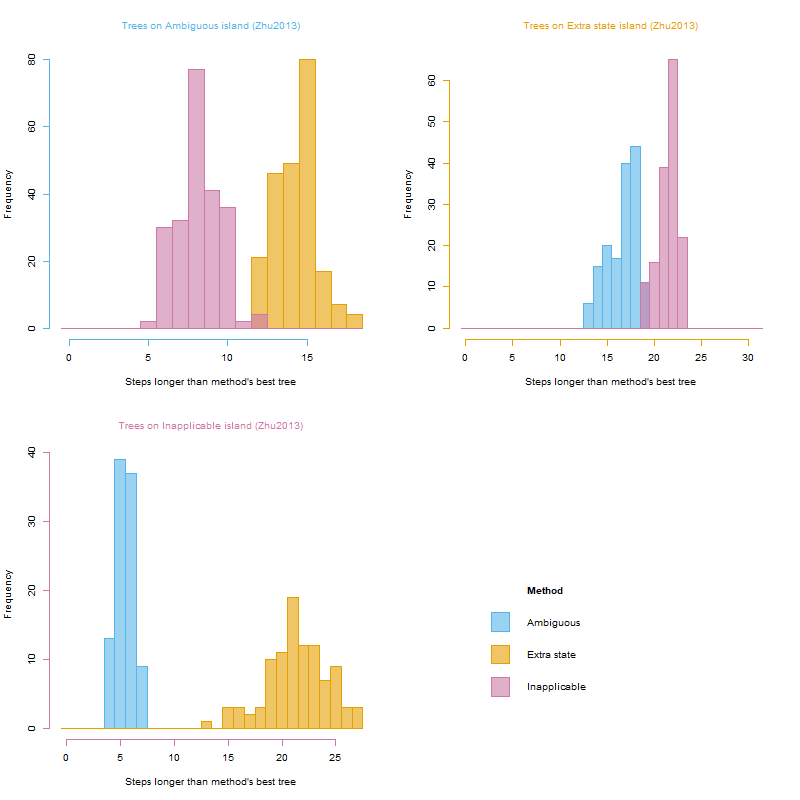 Trees on Ambiguous island (Zhu2013)
Frequency
0 20 40 60 80
0 5 10 15
Steps longer than method's best tree
Trees on Extra state island (Zhu2013)
Frequency
0 10 20 30 40 50 60
0 5 10 15 20 25 30
Steps longer than method's best tree
Trees on Inapplicable island (Zhu2013)
Frequency
0 10 20 30 40
0 5 10 15 20 25
Steps longer than method's best tree
Method
Ambiguous
Extra state
Inapplicable